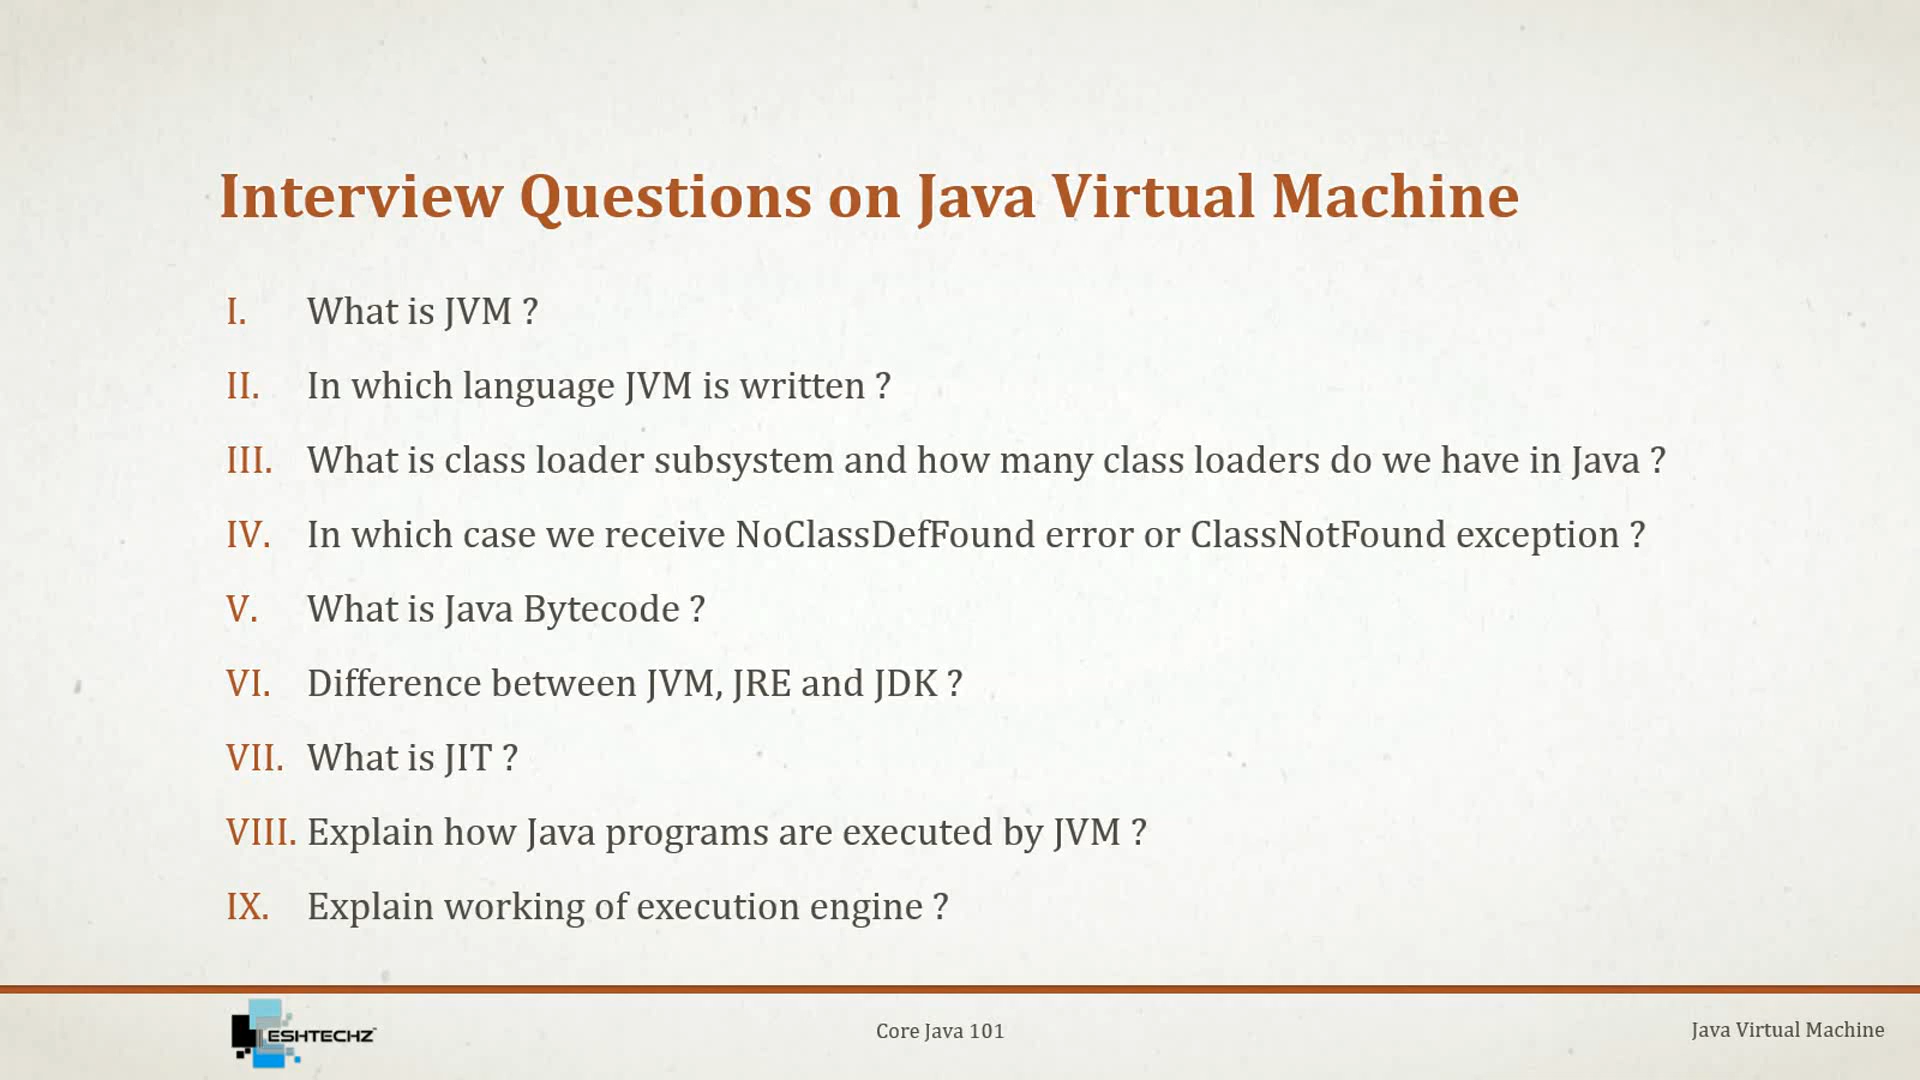 Interview Questions on Java Virtual Machine
I. What is JVM ?
II. In which language JVM is written ?
III. What is class loader subsystem and how many class loaders do we have in Java ?
IV. In which case we receive NoClassDefFound error or ClassNotFound exception ?
V. What is Java Bytecode ?
VI. Difference between JVM, JRE and JDK ?
VII. What is JIT ?
VIII. Explain how Java programs are executed by JVM ?
IX. Explain working of execution engine ?
ESHTECHZ
Core Java 101
Java Virtual Machine